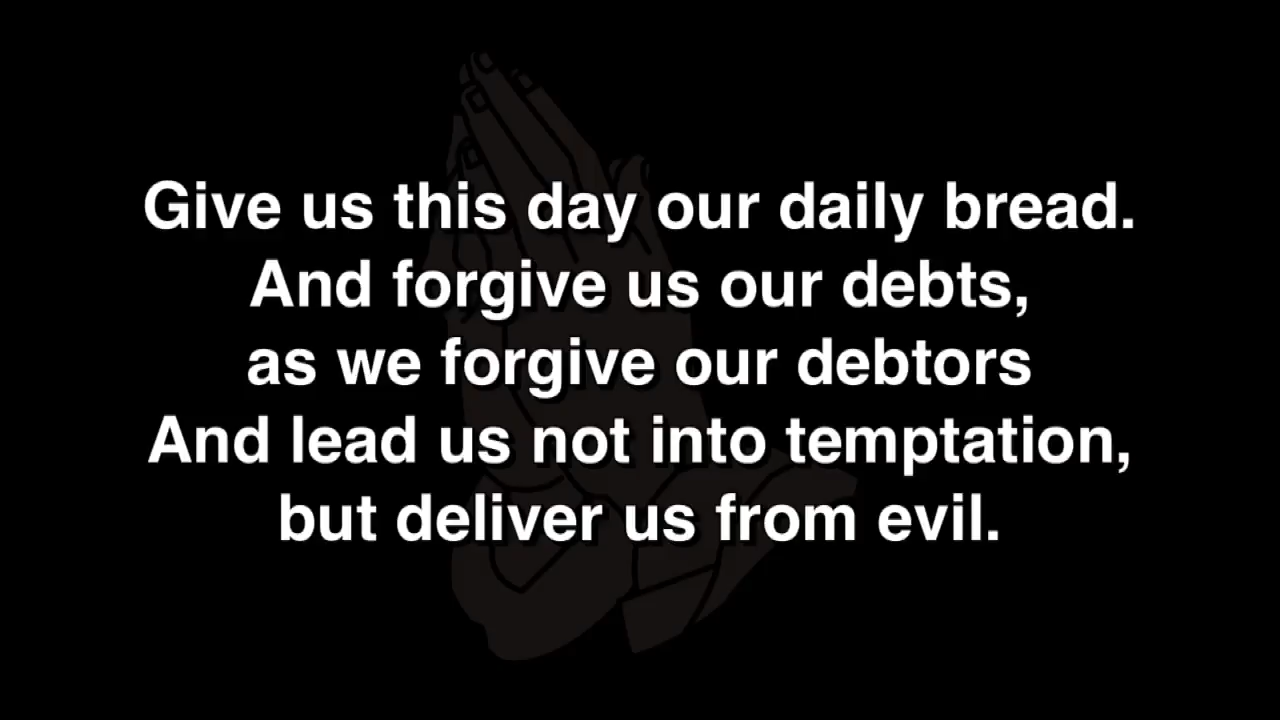 Give us this day our daily bread.
And forgive us our debts,
as we forgive our debtors
And lead us not into temptation,
but deliver us from evil.